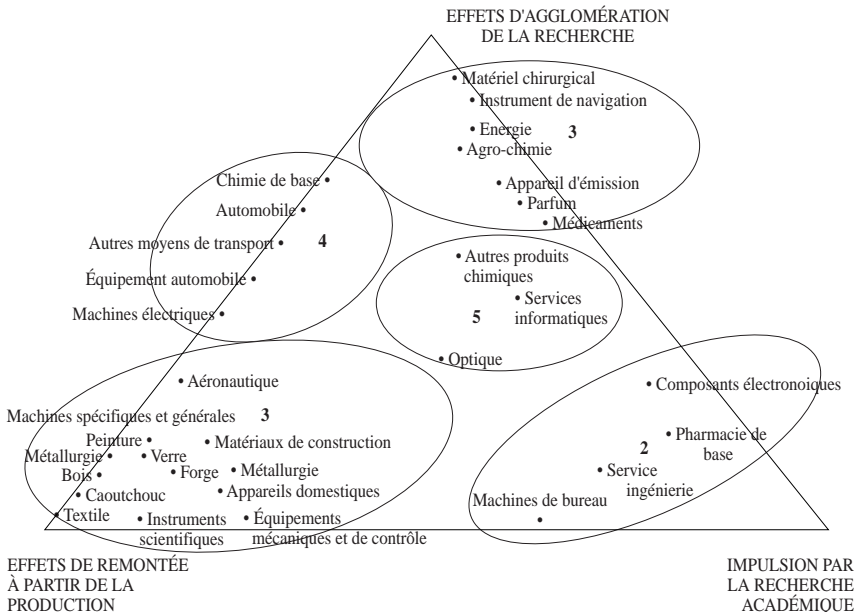 EFFETS D'AGGLOMÉRATION
DE LA RECHERCHE
• Matériel chirurgical
• Instrument de navigation
• Energie
3
• Agro-chimie
• Appareil d'émission
• Parfum
• Médicaments
Chimie de base •
Automobile •
Autres moyens de transport •
4
Équipement automobile •
Machines électriques •
• Autres produits
chimiques
• Services
informatiques
5
• Optique
• Aéronautique
Machines spécifiques et générales
3
Peinture •
• Matériaux de construction
Métallurgie •
• Verre
Bois •
• Forge
• Métallurgie
• Caoutchouc
• Appareils domestiques
• Textile
• Instruments
scientifiques
• Équipements
mécaniques et de contrôle
• Composants électronoiques
• Pharmacie de
base
2
• Service
ingénierie
Machines de bureau
•
EFFETS DE REMONTÉE
À PARTIR DE LA
PRODUCTION
IMPULSION PAR
LA RECHERCHE
ACADÉMIQUE